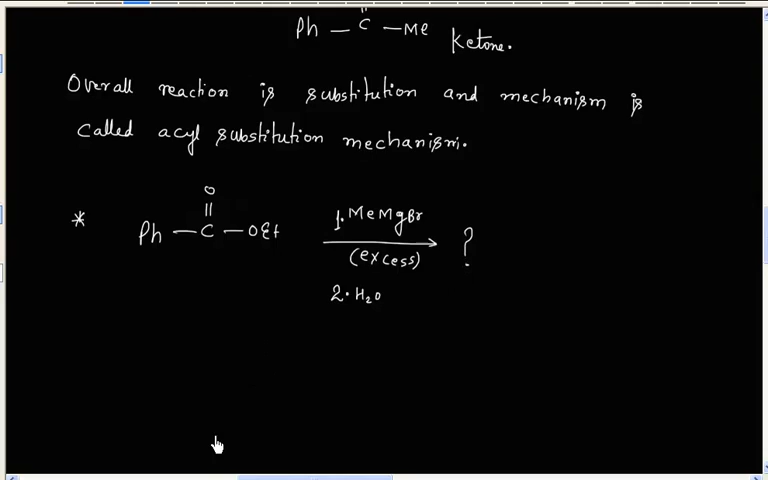 Ph — C — Me Ketone.
Overall reaction is substitution and mechanism is
called acyl substitution mechanism.
O
||
* Ph — C — OEt 1. MeMgBr ?
(excess)
2. H2O